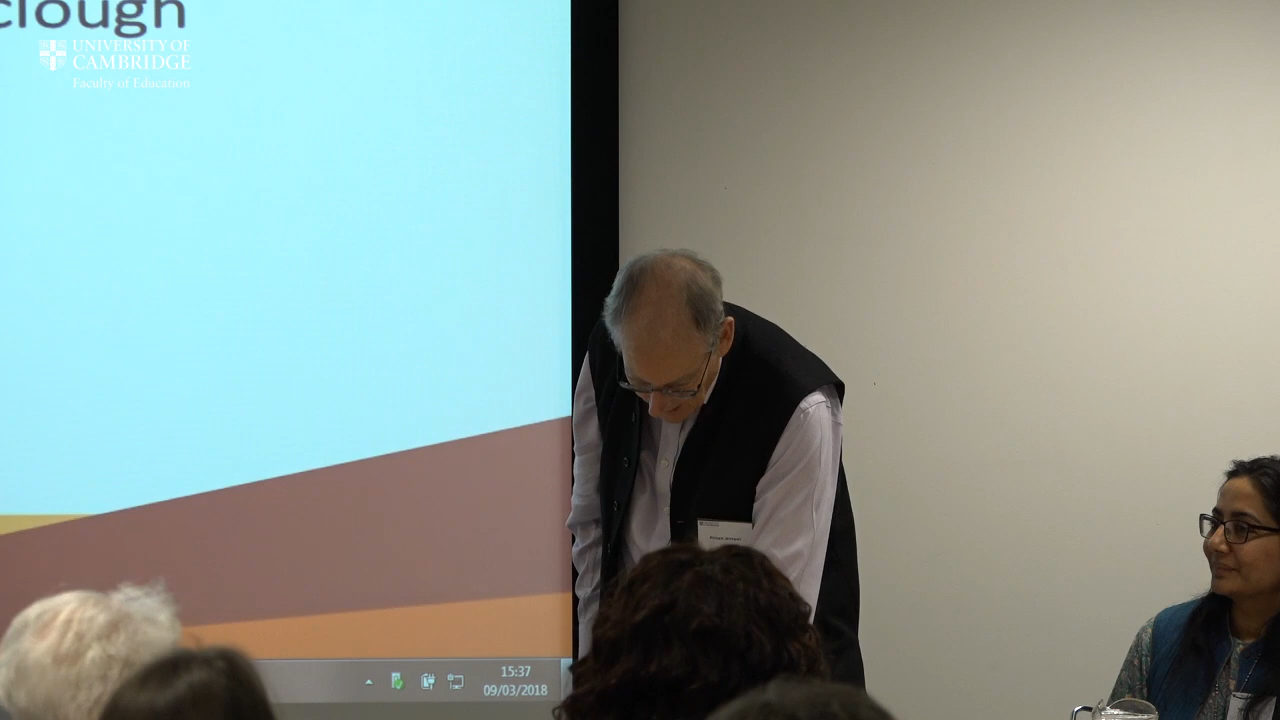 clough
UNIVERSITY OF
CAMBRIDGE
Faculty of Education
15:37
09/03/2018